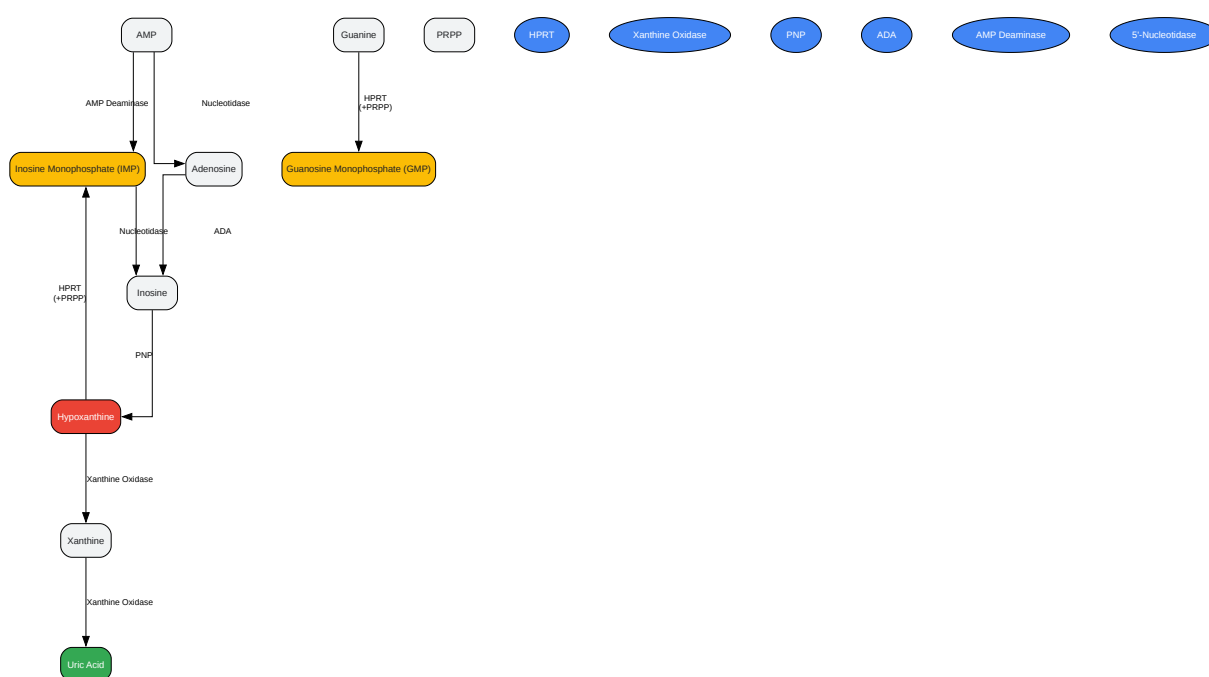 AMP
Guanine
PRPP
HPRT
Xanthine Oxidase
PNP
ADA
AMP Deaminase
5'-Nucleotidase
AMP Deaminase
Nucleotidase
HPRT
(+PRPP)
Inosine Monophosphate (IMP)
Adenosine
Guanosine Monophosphate (GMP)
Nucleotidase
ADA
HPRT
(+PRPP)
Inosine
PNP
Hypoxanthine
Xanthine Oxidase
Xanthine
Xanthine Oxidase
Uric Acid